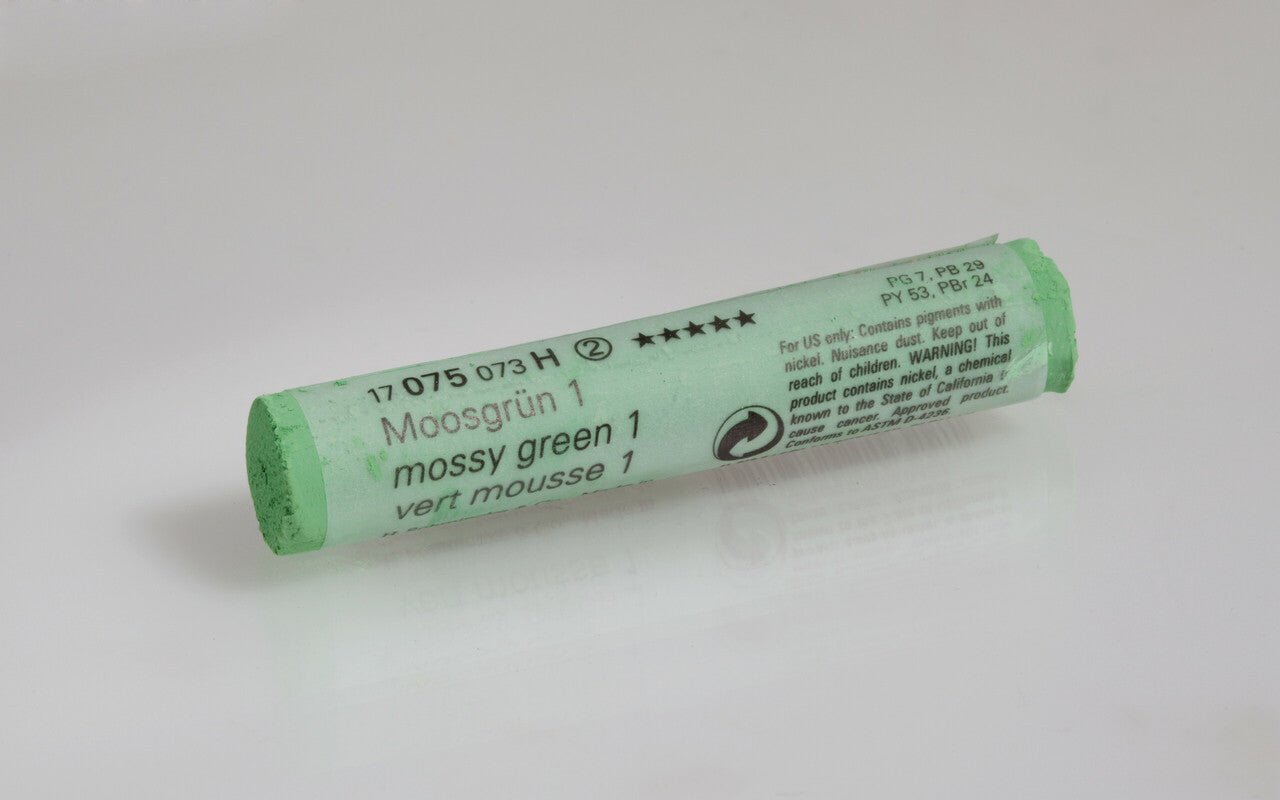 17 075 073 H ② ★★★★★
Moosgrün 1
mossy green 1
vert mousse 1
PG 7, PB 29
PY 53, PBr 24
For US only: Contains pigments with
nickel. Nuisance dust. Keep out of
reach of children. WARNING! This
product contains nickel, a chemical
known to the State of California to
cause cancer. Approved product.
Conforms to ASTM D-4236.